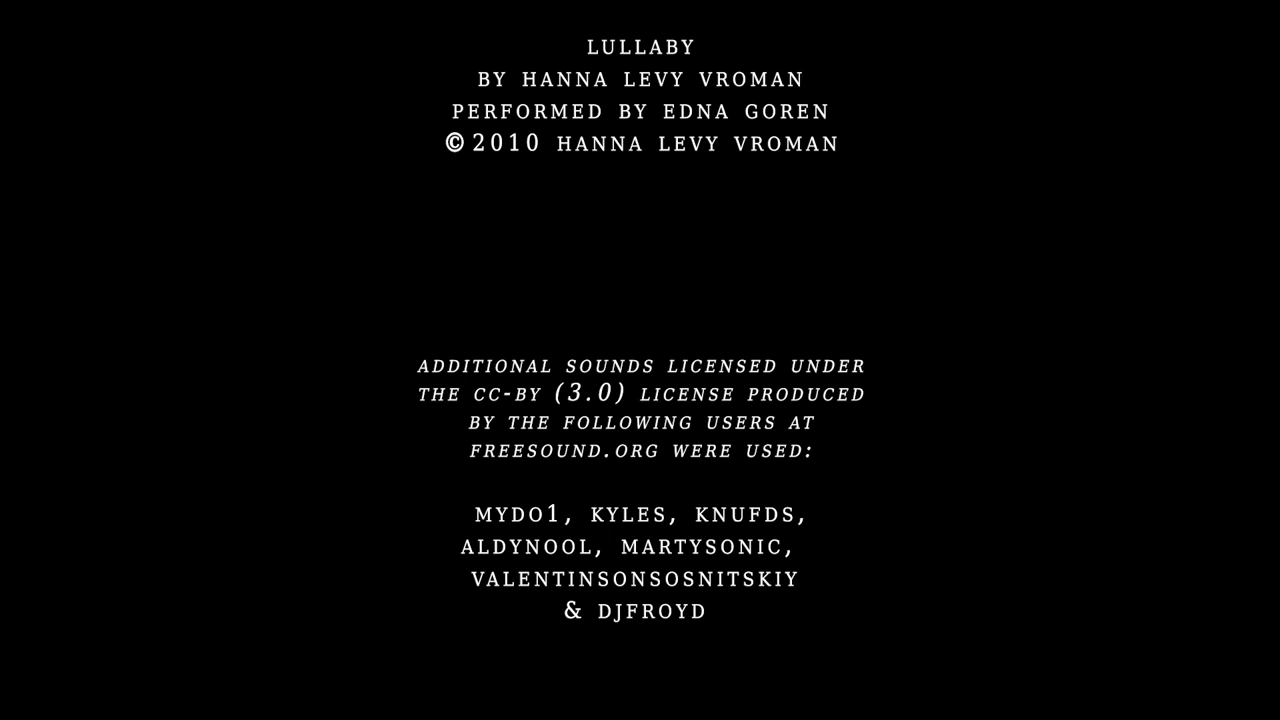 LULLABY
BY HANNA LEVY VROMAN
PERFORMED BY EDNA GOREN
©2010 HANNA LEVY VROMAN
ADDITIONAL SOUNDS LICENSED UNDER
THE CC-BY (3.0) LICENSE PRODUCED
BY THE FOLLOWING USERS AT
FREESOUND.ORG WERE USED:
MYDO1, KYLES, KNUFDS,
ALDYNOOL, MARTYSONIC,
VALENTINSONSOSNITSKIY
& DJFROYD